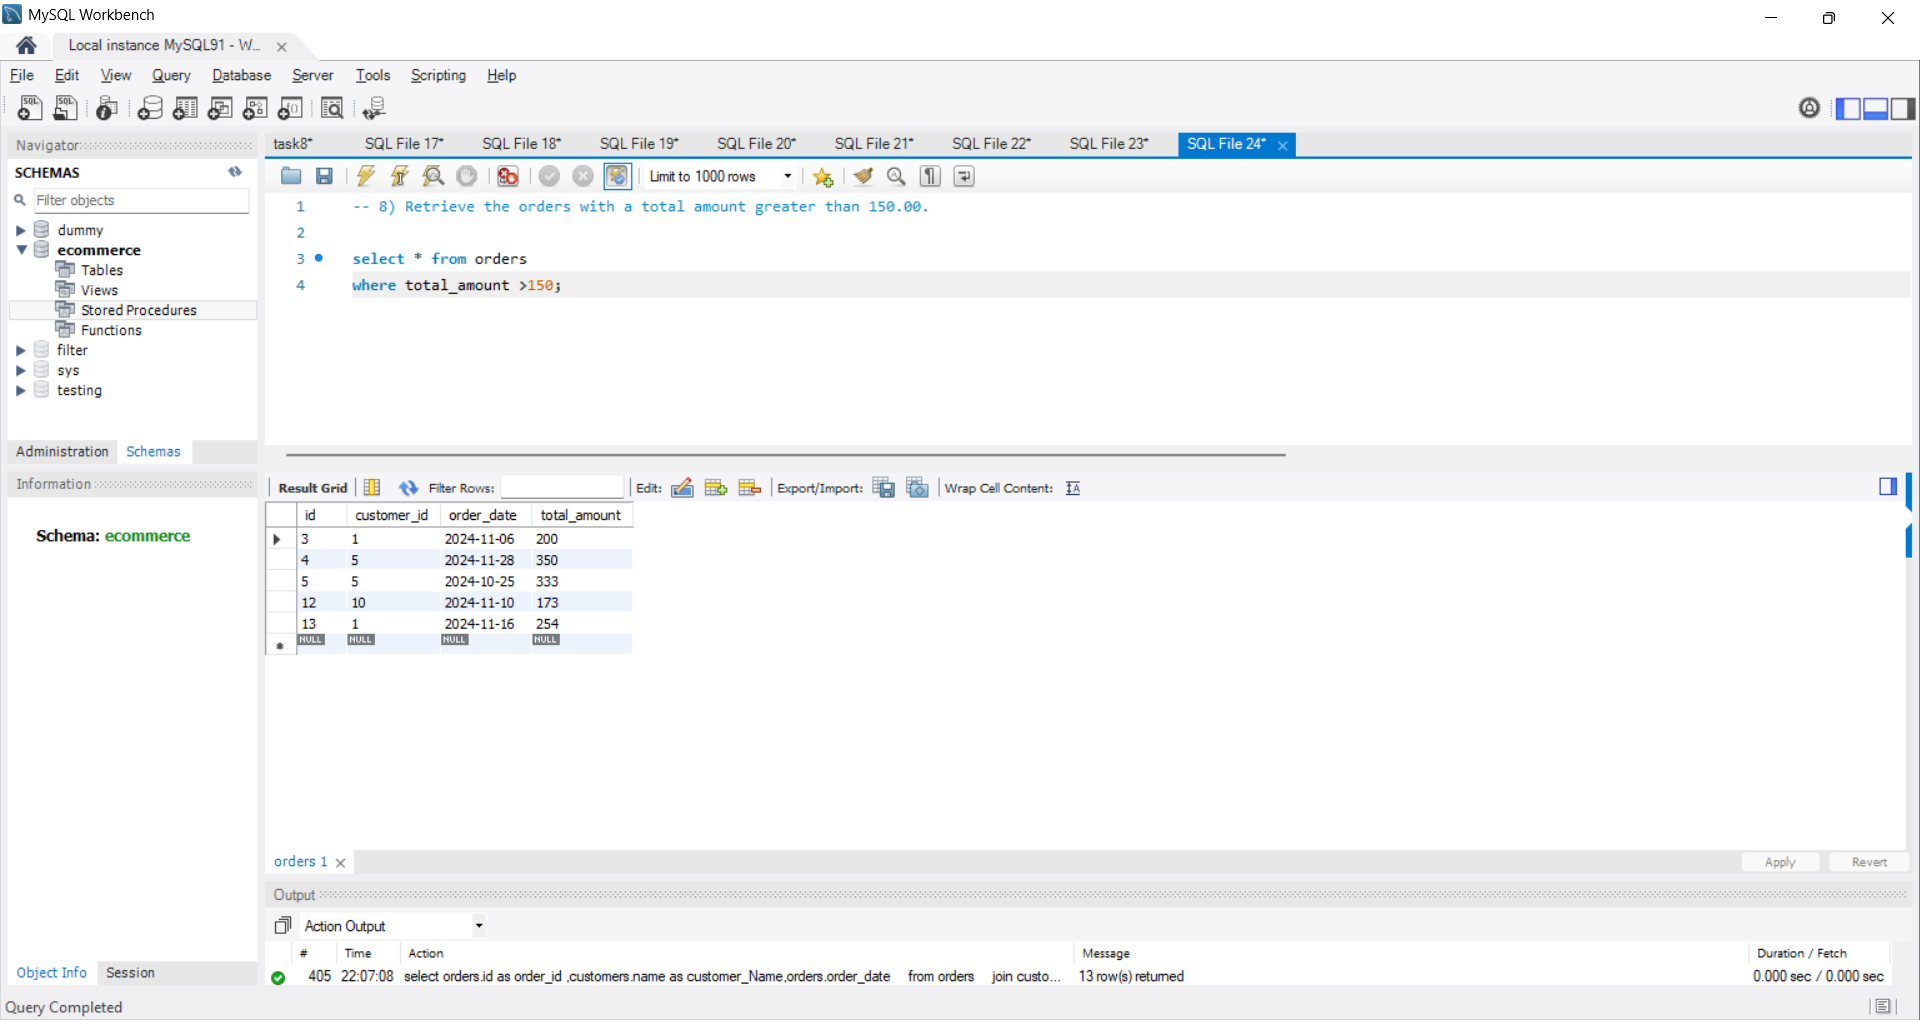 MySQL Workbench
Local instance MySQL91 - W...
File Edit View Query Database Server Tools Scripting Help
Navigator
SCHEMAS
Filter objects
dummy
ecommerce
Tables
Views
Stored Procedures
Functions
filter
sys
testing
Administration Schemas
Information
Schema: ecommerce
Object Info Session
task8* SQL File 17* SQL File 18* SQL File 19* SQL File 20* SQL File 21* SQL File 22* SQL File 23* SQL File 24*
Limit to 1000 rows
1 -- 8) Retrieve the orders with a total amount greater than 150.00.
2
3 select * from orders
4 where total_amount >150;
Result Grid Filter Rows: Edit: Export/Import: Wrap Cell Content:
id customer_id order_date total_amount
3 1 2024-11-06 200
4 5 2024-11-28 350
5 5 2024-10-25 333
12 10 2024-11-10 173
13 1 2024-11-16 254
NULL NULL NULL NULL
orders 1 Apply Revert
Output
Action Output
# Time Action Message Duration / Fetch
405 22:07:08 select orders.id as order_id ,customers.name as customer_Name,orders.order_date from orders join custo... 13 row(s) returned 0.000 sec / 0.000 sec
Query Completed